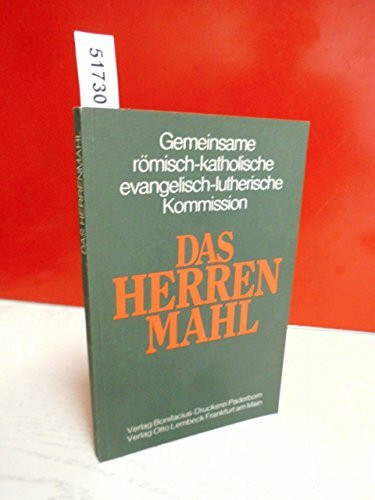 51730
Gemeinsame
römisch-katholische
evangelisch-lutherische
Kommission
DAS
HERREN
MAHL
Verlag Bonifacius-Druckerei Paderborn
Verlag Otto Lembeck Frankfurt am Main
DAS HERRENMAHL